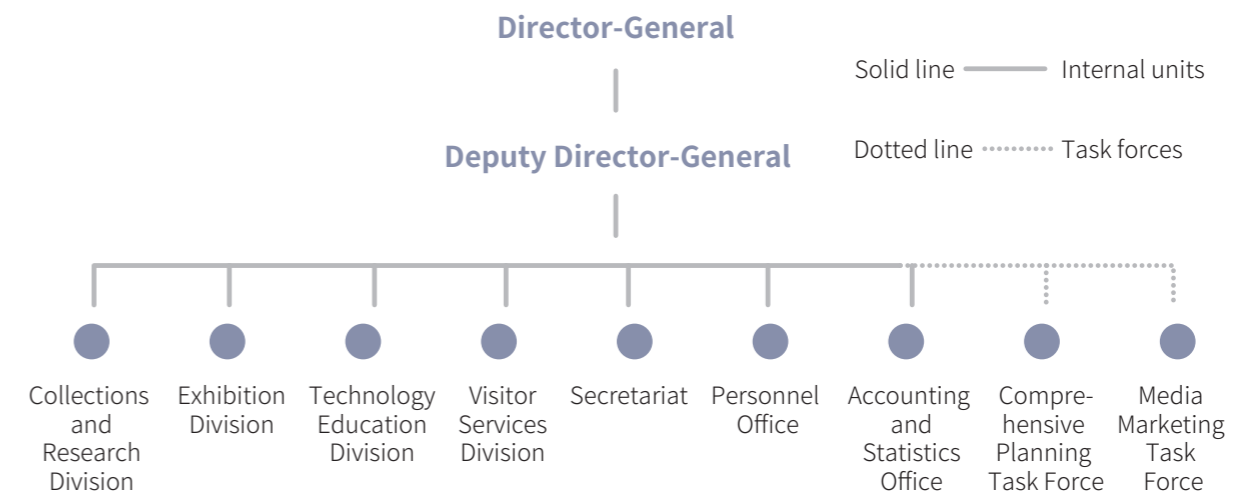 Director-General
Solid line
Internal units
Deputy Director-General
Dotted line
Task forces
Collections
and
Research
Division
Exhibition
Division
Technology
Education
Division
Visitor
Services
Division
Secretariat
Personnel
Office
Accounting
and
Statistics
Office
Compre-
hensive
Planning
Task Force
Media
Marketing
Task
Force